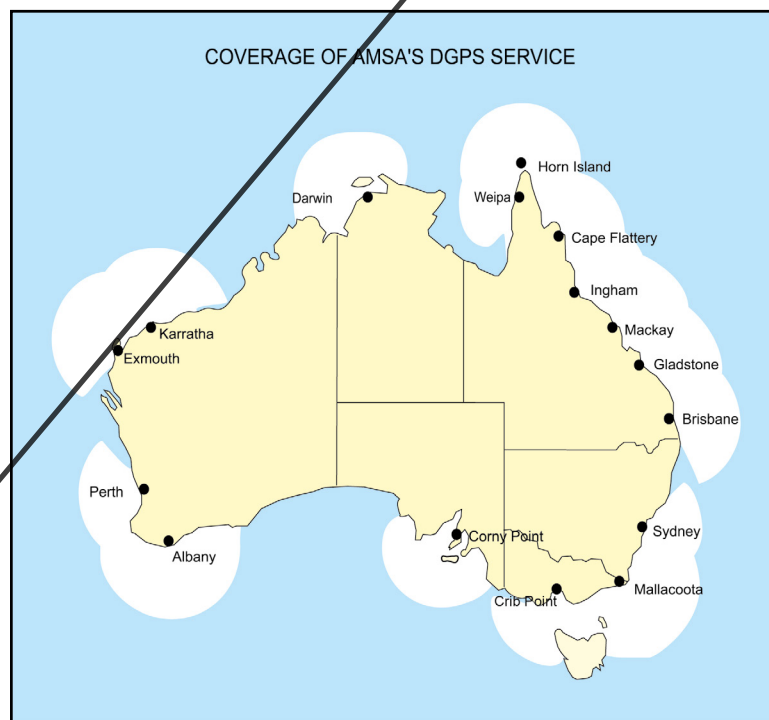 COVERAGE OF AMSA'S DGPS SERVICE
Horn Island
Darwin
Weipa
Cape Flattery
Ingham
Karratha
Mackay
Exmouth
Gladstone
Brisbane
Perth
Sydney
Corny Point
Albany
Mallacoota
Crib Point